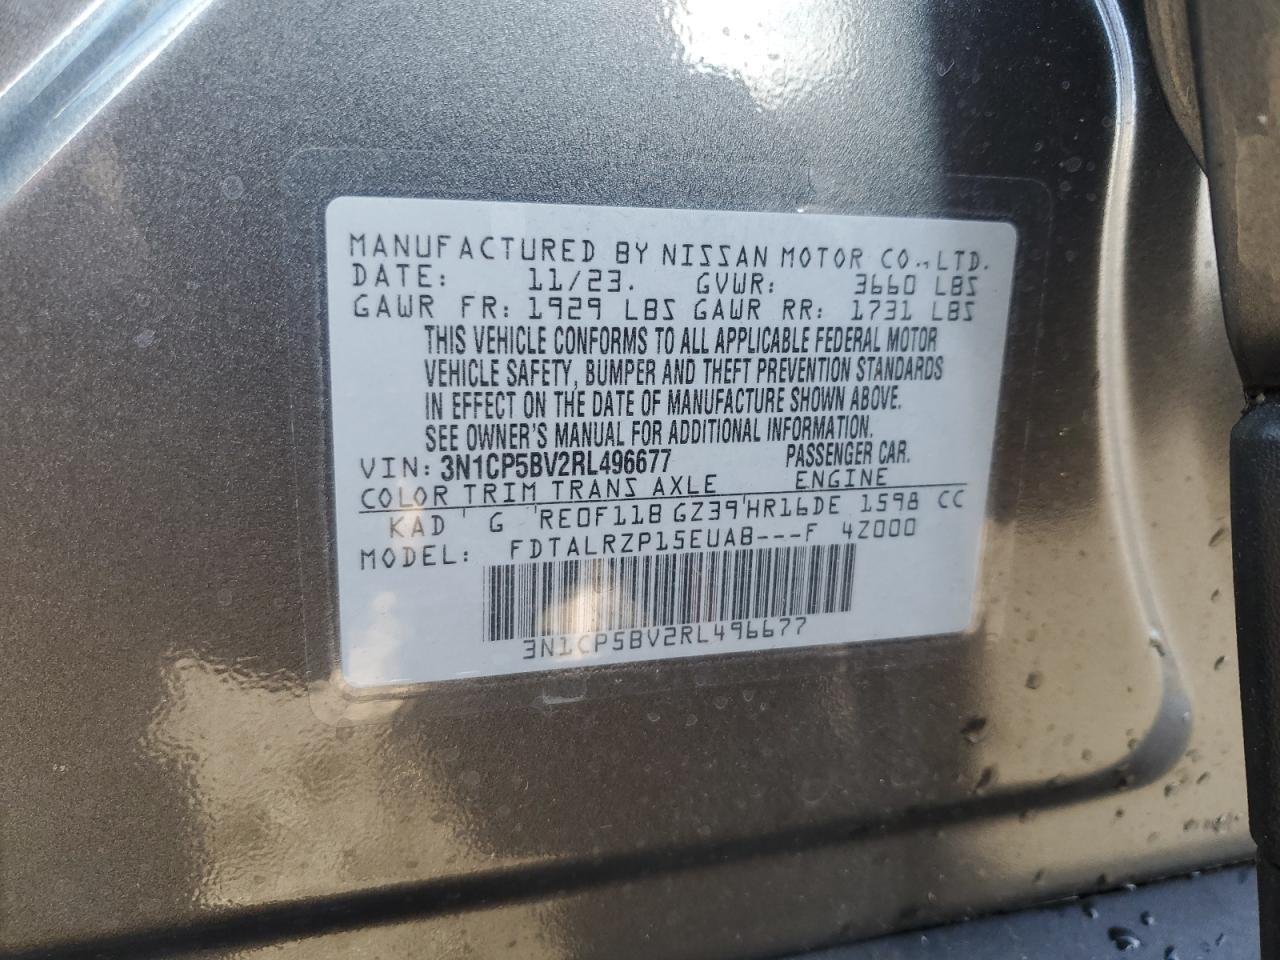 MANUFACTURED BY NISSAN MOTOR CO.,LTD.
DATE: 11/23. GVWR: 3660 LBS
GAWR FR: 1929 LBS GAWR RR: 1731 LBS
THIS VEHICLE CONFORMS TO ALL APPLICABLE FEDERAL MOTOR
VEHICLE SAFETY, BUMPER AND THEFT PREVENTION STANDARDS
IN EFFECT ON THE DATE OF MANUFACTURE SHOWN ABOVE.
SEE OWNER'S MANUAL FOR ADDITIONAL INFORMATION.
VIN: 3N1CP5BV2RL496677 PASSENGER CAR.
COLOR TRIM TRANS AXLE ENGINE
KAD ' G 'RE0F11B GZ39'HR16DE 1598 CC
MODEL: FDTALRZP15EUAB---F 4Z000
3N1CP5BV2RL496677